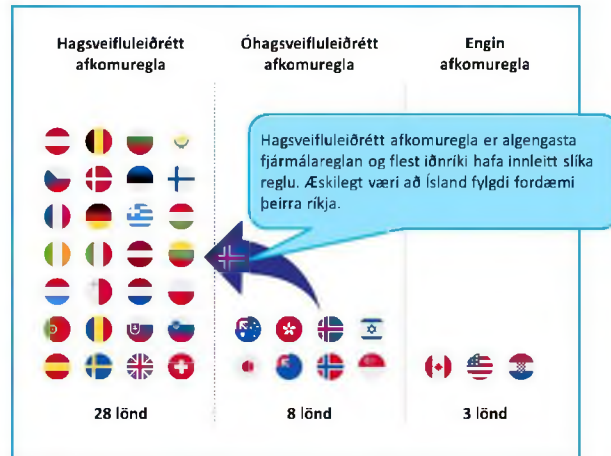 Hagsveifluleiðrétt
afkomuregla
Óhagsveifluleiðrétt
afkomuregla
Engin
afkomuregla
Hagsveifluleiðrétt afkomuregla er algengasta
fjármálareglan og flest iðnríki hafa innleitt slíka
reglu. Æskilegt væri að Ísland fylgdi fordæmi
þeirra ríkja.
28 lönd
8 lönd
3 lönd